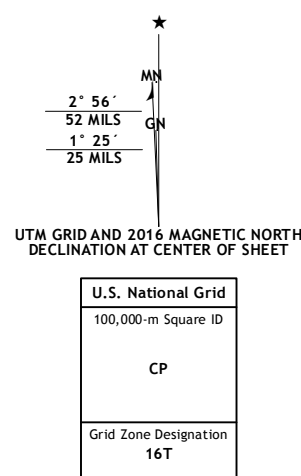 ★
MN
2° 56´
52 MILS
GN
1° 25´
25 MILS
UTM GRID AND 2016 MAGNETIC NORTH
DECLINATION AT CENTER OF SHEET
U.S. National Grid
100,000-m Square ID
CP
Grid Zone Designation
16T